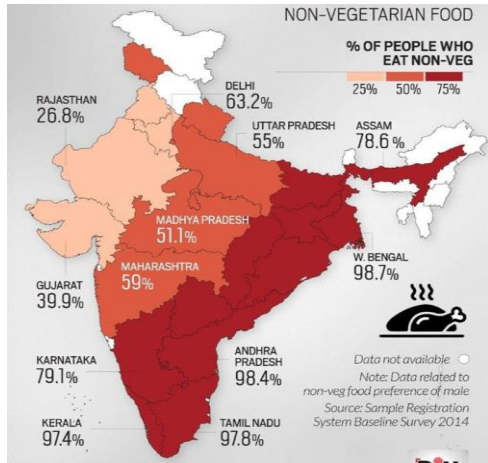 NON-VEGETARIAN FOOD
% OF PEOPLE WHO
EAT NON-VEG
25% 50% 75%
DELHI
63.2%
RAJASTHAN
26.8%
UTTAR PRADESH
55%
ASSAM
78.6%
MADHYA PRADESH
51.1%
MAHARASHTRA
59%
W. BENGAL
98.7%
GUJARAT
39.9%
KARNATAKA
79.1%
ANDHRA
PRADESH
98.4%
KERALA
97.4%
TAMIL NADU
97.8%
Data not available
Note: Data related to
non-veg food preference of male
Source: Sample Registration
System Baseline Survey 2014